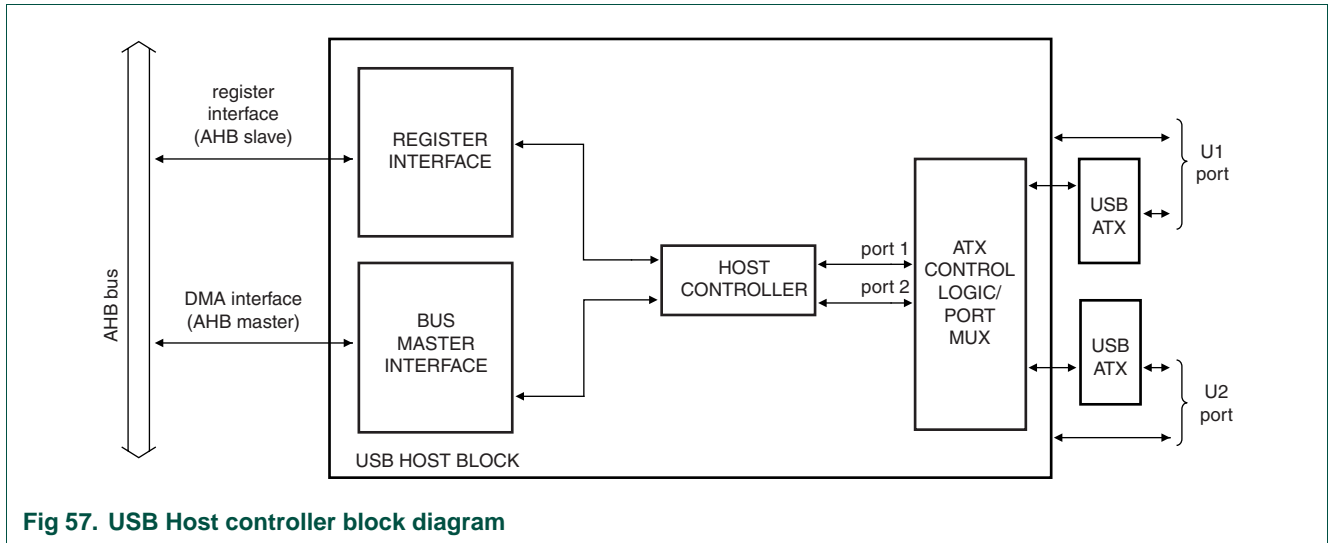 AHB bus
register
interface
(AHB slave)
DMA interface
(AHB master)
REGISTER
INTERFACE
BUS
MASTER
INTERFACE
USB HOST BLOCK
HOST
CONTROLLER
port 1
port 2
ATX
CONTROL
LOGIC/
PORT
MUX
USB
ATX
U1
port
USB
ATX
U2
port
Fig 57. USB Host controller block diagram